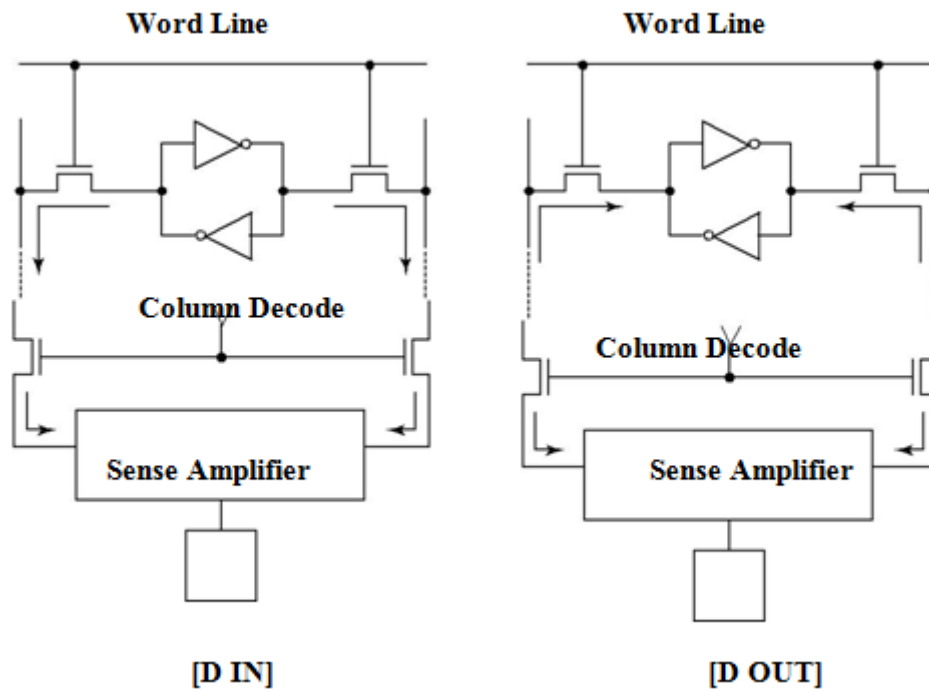 Word Line
Word Line
Column Decode
Column Decode
Sense Amplifier
Sense Amplifier
[D IN]
[D OUT]